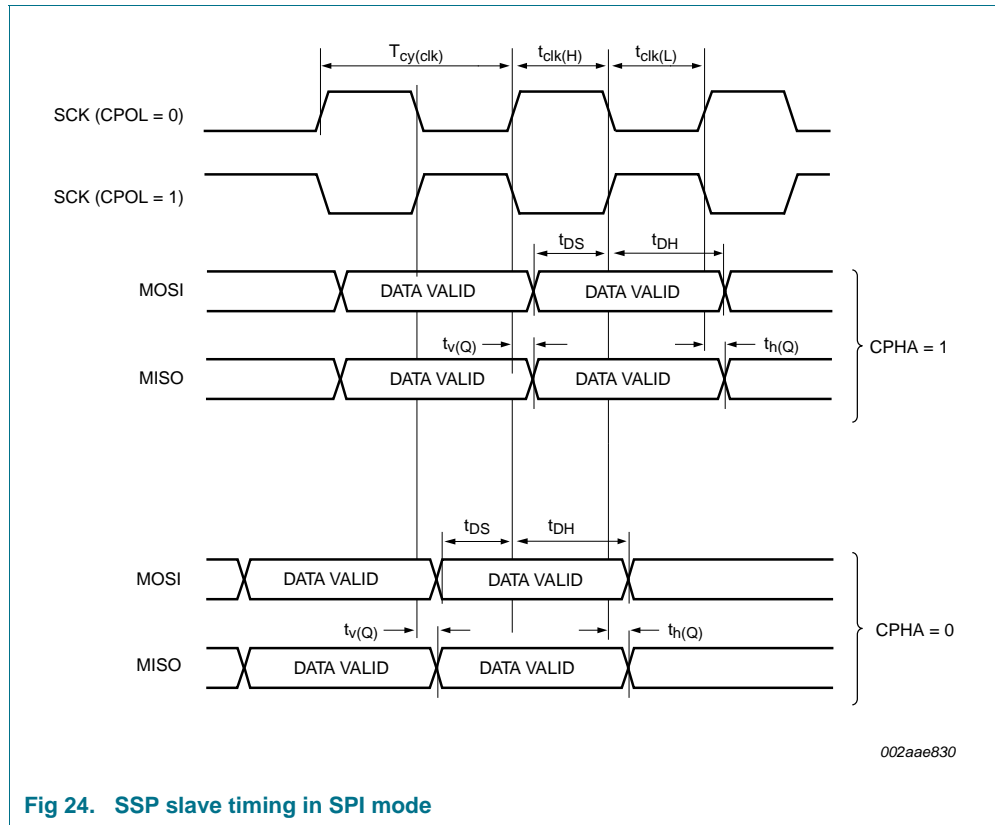 Tcy(clk) tclk(H) tclk(L)
SCK (CPOL = 0)
SCK (CPOL = 1)
tDS tDH
MOSI DATA VALID DATA VALID
tv(Q) th(Q)
CPHA = 1
MISO DATA VALID DATA VALID
tDS tDH
MOSI DATA VALID DATA VALID
tv(Q) th(Q)
CPHA = 0
MISO DATA VALID DATA VALID
002aae830
Fig 24. SSP slave timing in SPI mode